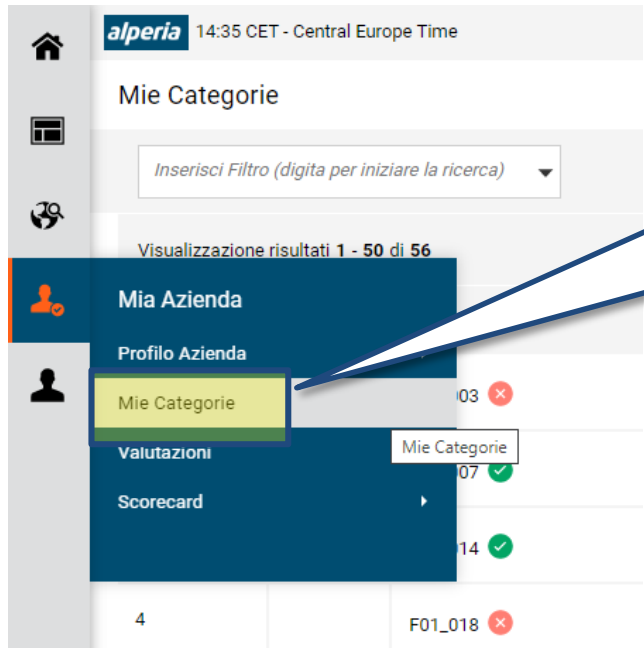 alperia 14:35 CET - Central Europe Time
Mie Categorie
Inserisci Filtro (digita per iniziare la ricerca)
Visualizzazione risultati 1 - 50 di 56
Mia Azienda
Profilo Azienda
03
Mie Categorie
Mie Categorie
Valutazioni
07
Scorecard
14
4
F01_018